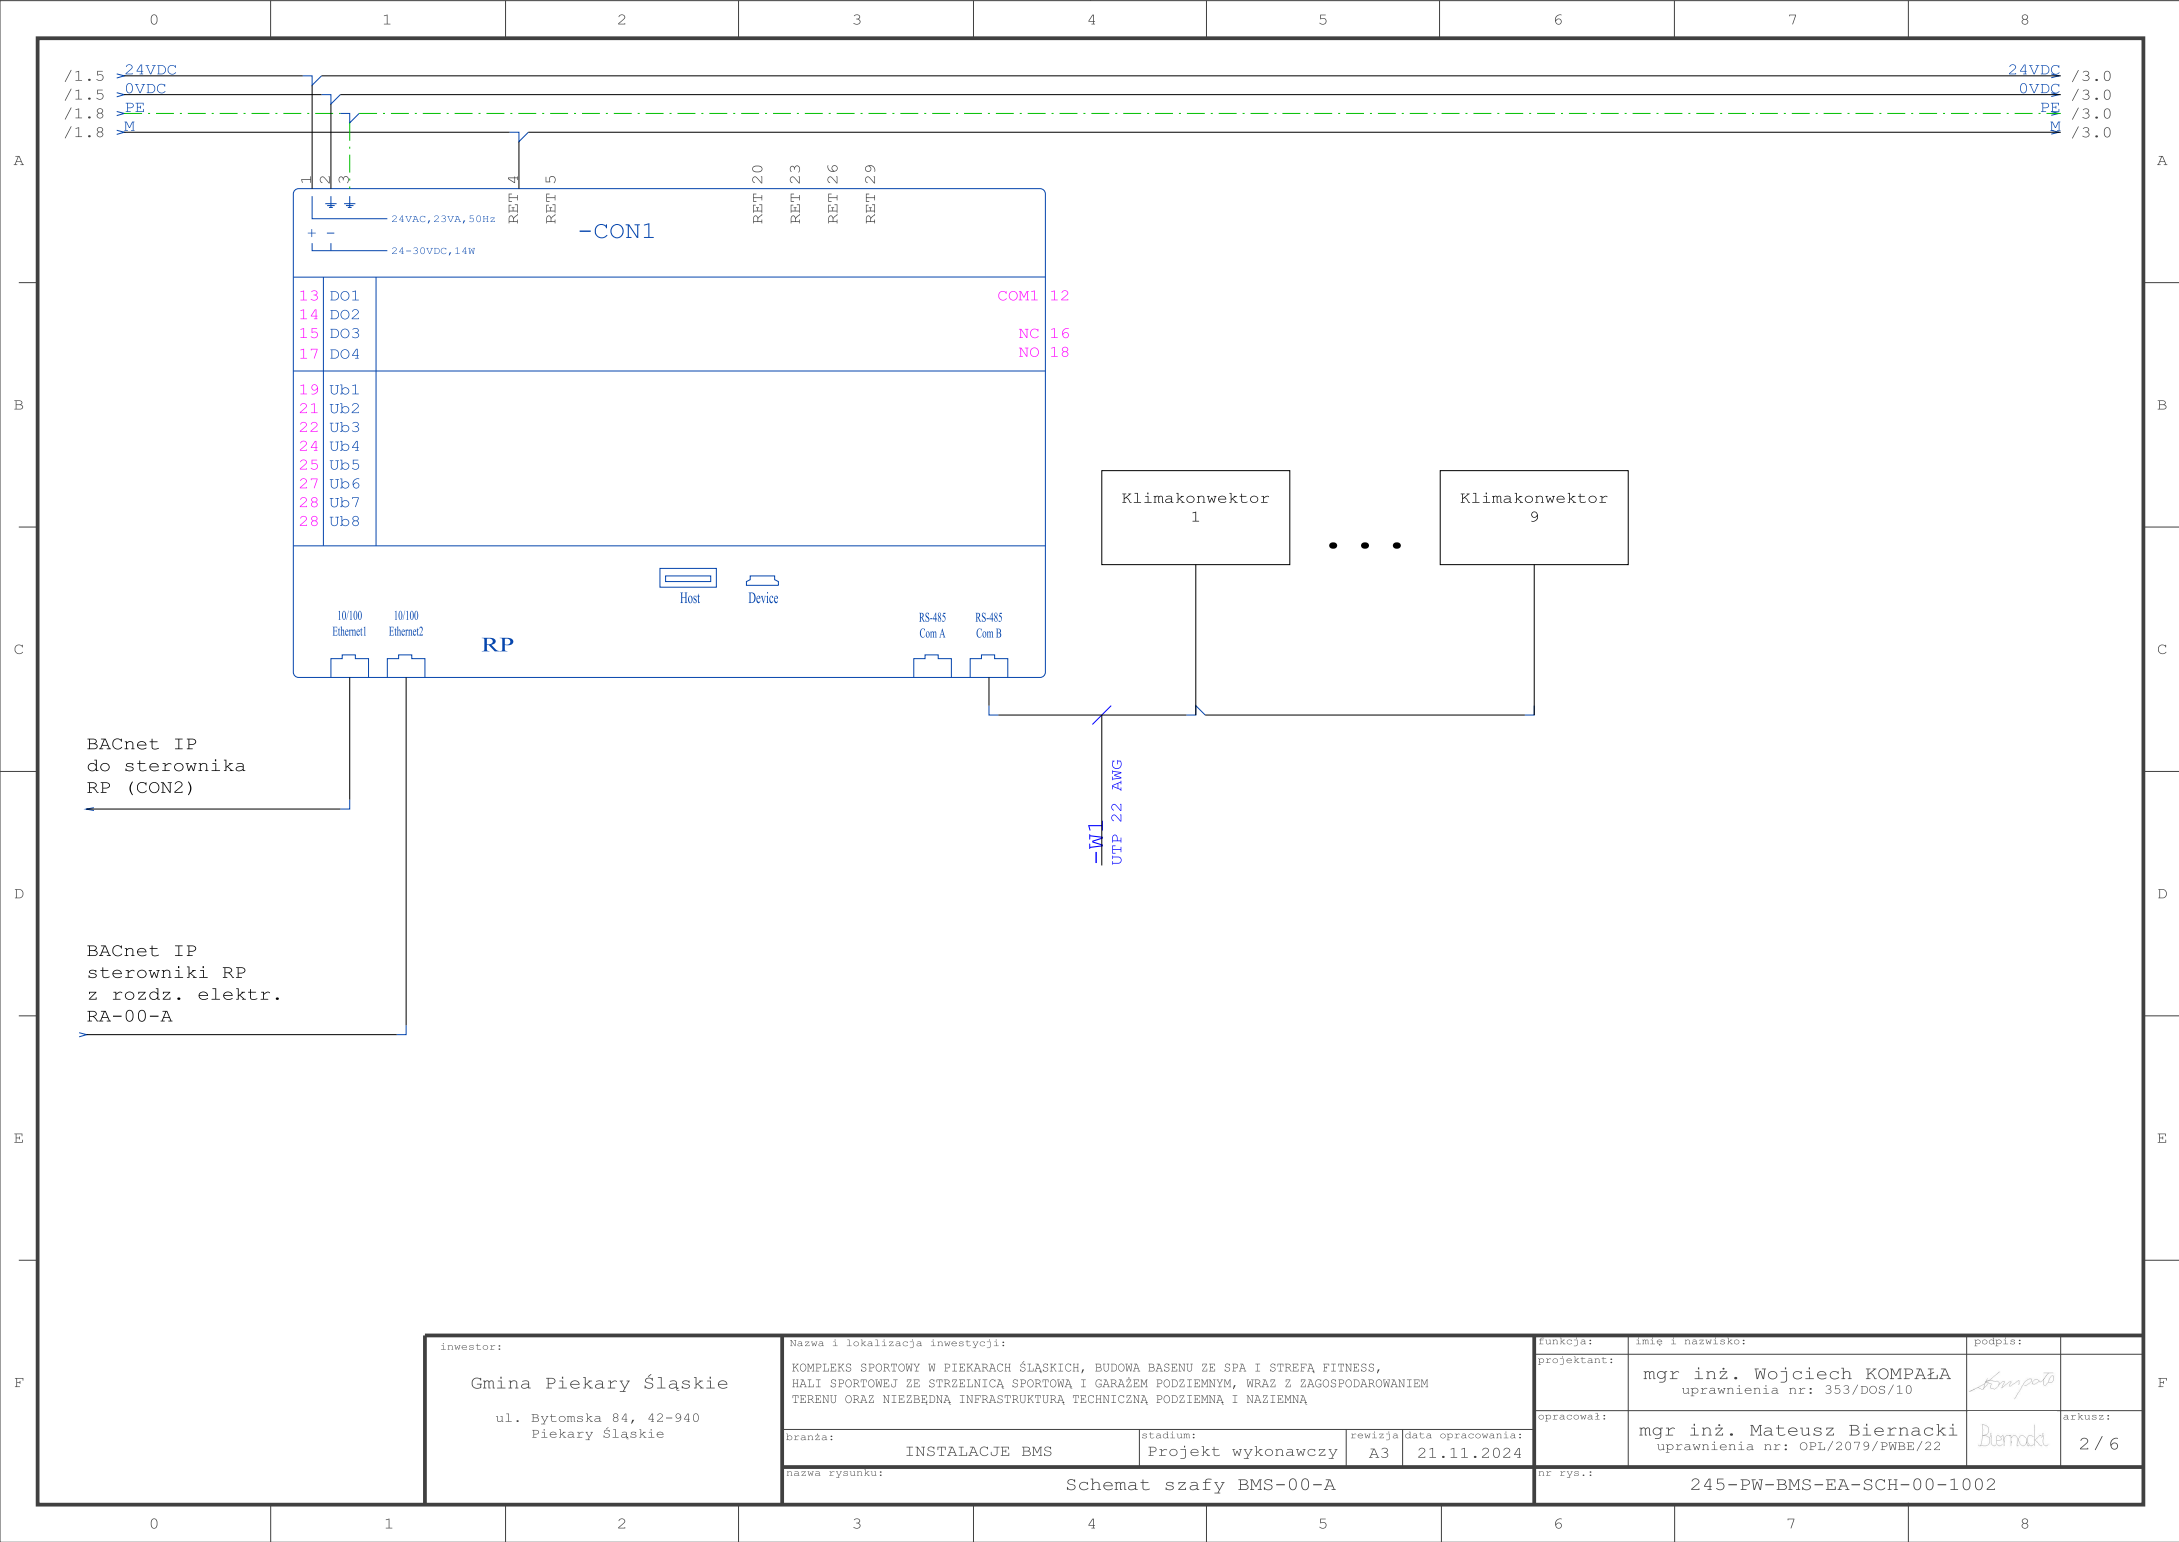 0 1 2 3 4 5 6 7 8
/1.5 24VDC 24VDC /3.0
/1.5 0VDC 0VDC /3.0
/1.8 PE PE /3.0
/1.8 M M /3.0
A A
1 2 3 RET 4 RET 5 RET 20 RET 23 RET 26 RET 29
24VAC,23VA,50Hz
-CON1
+ -
24-30VDC,14W
13 DO1 COM1 12
14 DO2
15 DO3 NC 16
17 DO4 NO 18
19 Ub1
B B
21 Ub2
22 Ub3
24 Ub4
25 Ub5
27 Ub6
28 Ub7
28 Ub8
Klimakonwektor
1
Klimakonwektor
9
Host Device
10/100
Ethernet1
10/100
Ethernet2
RS-485
Com A
RS-485
Com B
RP
C C
BACnet IP
do sterownika
RP (CON2)
-W1
UTP 22 AWG
D D
BACnet IP
sterowniki RP
z rozdz. elektr.
RA-00-A
E E
F F
inwestor:
Gmina Piekary Śląskie
ul. Bytomska 84, 42-940
Piekary Śląskie
Nazwa i lokalizacja inwestycji:
KOMPLEKS SPORTOWY W PIEKARACH ŚLĄSKICH, BUDOWA BASENU ZE SPA I STREFĄ FITNESS,
HALI SPORTOWEJ ZE STRZELNICĄ SPORTOWĄ I GARAŻEM PODZIEMNYM, WRAZ Z ZAGOSPODAROWANIEM
TERENU ORAZ NIEZBĘDNĄ INFRASTRUKTURĄ TECHNICZNĄ PODZIEMNĄ I NAZIEMNĄ
branża:
INSTALACJE BMS
stadium:
Projekt wykonawczy
rewizja
A3
data opracowania:
21.11.2024
nazwa rysunku:
Schemat szafy BMS-00-A
funkcja: imię i nazwisko: podpis:
projektant:
mgr inż. Wojciech KOMPAŁA
uprawnienia nr: 353/DOS/10
Kompała
opracował:
mgr inż. Mateusz Biernacki
uprawnienia nr: OPL/2079/PWBE/22
Biernacki
arkusz:
2/6
nr rys.:
245-PW-BMS-EA-SCH-00-1002
0 1 2 3 4 5 6 7 8